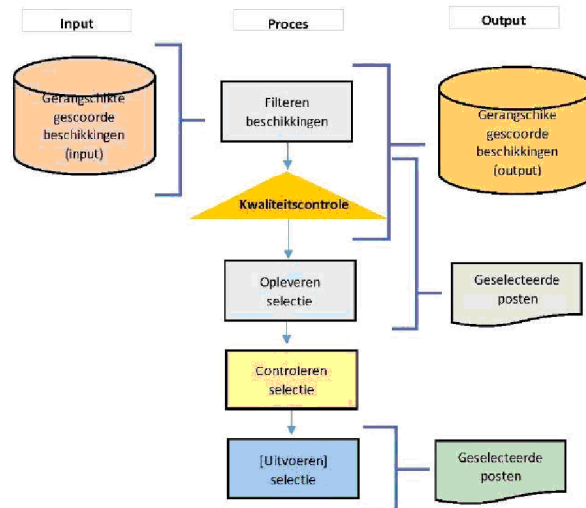 Input
Proces
Output
Gerangschikte
gescoorde
beschikkingen
(input)
Filteren
beschikkingen
Gerangschike
gescoorde
beschikkingen
(output)
Kwaliteitscontrole
Opleveren
selectie
Geselecteerde
posten
Controleren
selectie
[Uitvoeren]
selectie
Geselecteerde
posten